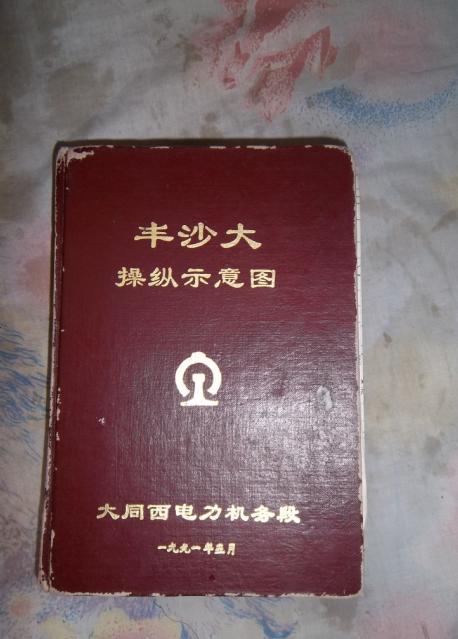 丰沙大
操纵示意图
大同西电力机务段
一九九一年五月